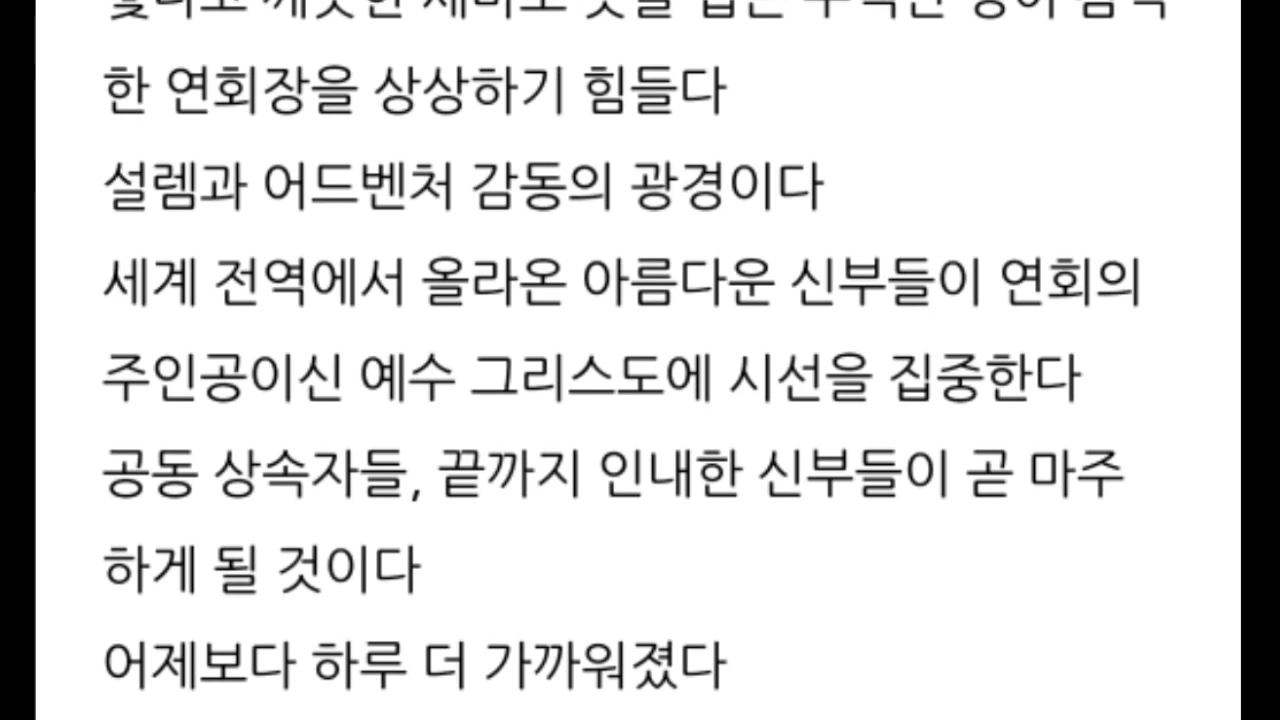 한 연회장을 상상하기 힘들다
설렘과 어드벤처 감동의 광경이다
세계 전역에서 올라온 아름다운 신부들이 연회의
주인공이신 예수 그리스도에 시선을 집중한다
공동 상속자들, 끝까지 인내한 신부들이 곧 마주
하게 될 것이다
어제보다 하루 더 가까워졌다